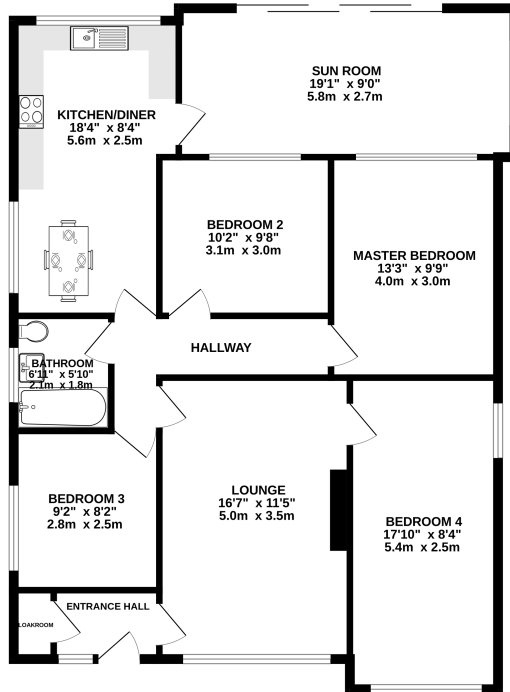 SUN ROOM
19'1" x 9'0"
5.8m x 2.7m
KITCHEN/DINER
18'4" x 8'4"
5.6m x 2.5m
BEDROOM 2
10'2" x 9'8"
3.1m x 3.0m
MASTER BEDROOM
13'3" x 9'9"
4.0m x 3.0m
HALLWAY
BATHROOM
6'11" x 5'10"
2.1m x 1.8m
LOUNGE
16'7" x 11'5"
5.0m x 3.5m
BEDROOM 3
9'2" x 8'2"
2.8m x 2.5m
BEDROOM 4
17'10" x 8'4"
5.4m x 2.5m
ENTRANCE HALL
LOAKROOM